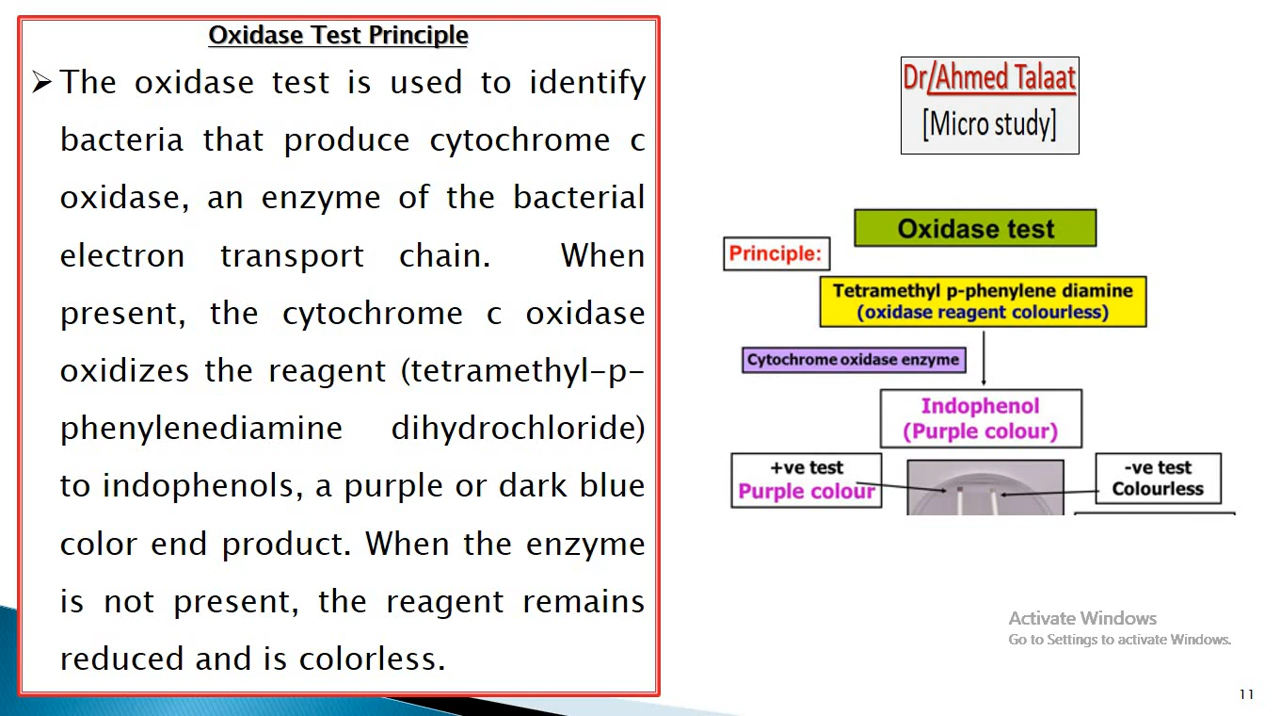 Oxidase Test Principle
The oxidase test is used to identify
bacteria that produce cytochrome c
oxidase, an enzyme of the bacterial
electron transport chain. When
present, the cytochrome c oxidase
oxidizes the reagent (tetramethyl-p-
phenylenediamine dihydrochloride)
to indophenols, a purple or dark blue
color end product. When the enzyme
is not present, the reagent remains
reduced and is colorless.
Dr/Ahmed Talaat
[Micro study]
Oxidase test
Principle:
Tetramethyl p-phenylene diamine
(oxidase reagent colourless)
Cytochrome oxidase enzyme
Indophenol
(Purple colour)
+ve test
Purple colour
-ve test
Colourless
Activate Windows
Go to Settings to activate Windows.
11